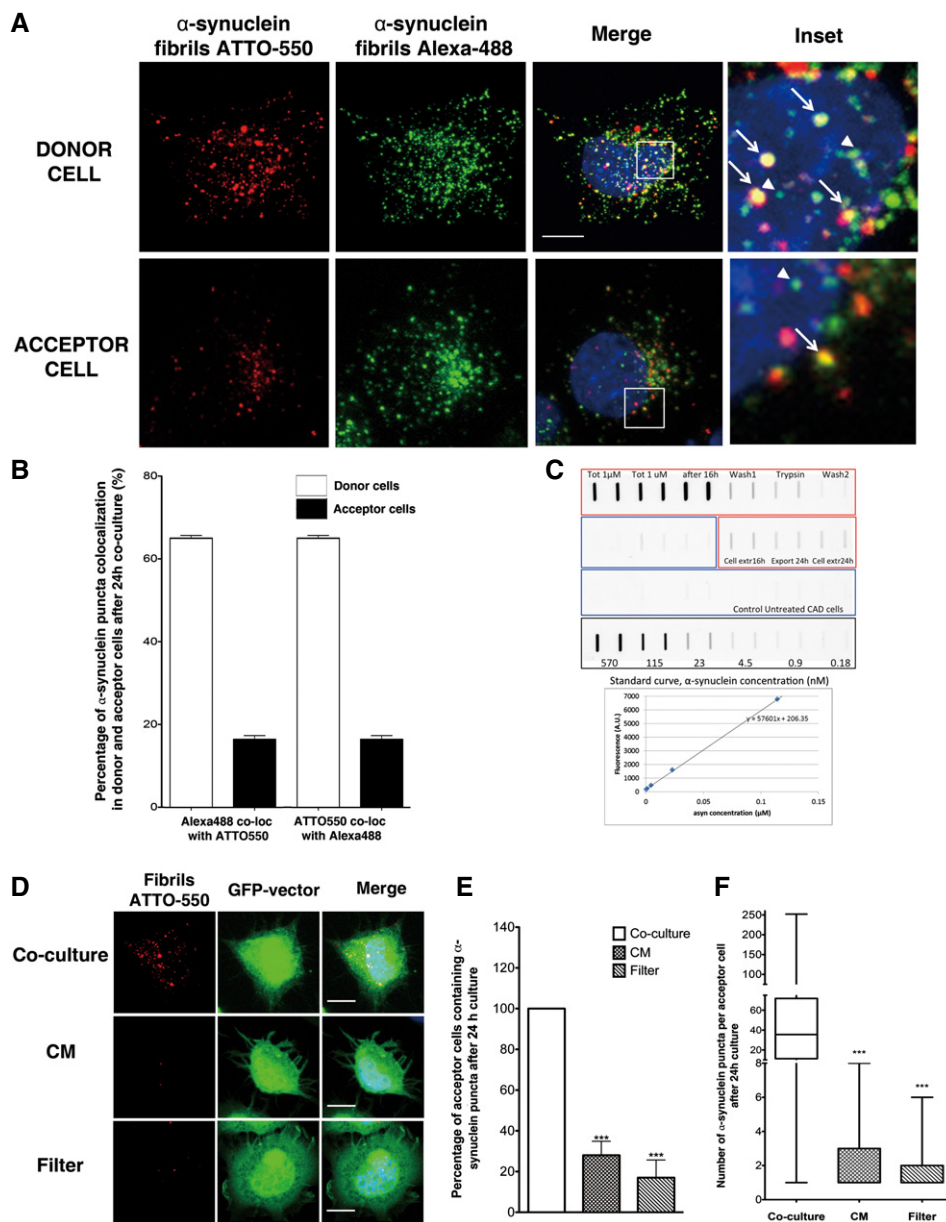 A
α-synuclein
fibrils ATTO-550
α-synuclein
fibrils Alexa-488
Merge
Inset
DONOR
CELL
ACCEPTOR
CELL
B
Percentage of α-synuclein puncta colocalization
in donor and acceptor cells after 24h co-culture (%)
80
60
40
20
0
Donor cells
Acceptor cells
Alexa488 co-loc
with ATTO550
ATTO550 co-loc
with Alexa488
C
Tot 1µM
Tot 1 uM
after 16h
Wash1
Trypsin
Wash2
Cell extr16h
Export 24h
Cell extr24h
Control Untreated CAD cells
570
115
23
4.5
0.9
0.18
Standard curve, α-synuclein concentration (nM)
Fluorescence (A.U.)
7000
6000
5000
4000
3000
2000
1000
0
y = 57601x + 206.35
0
0.05
0.1
0.15
asyn concentration (µM)
D
Fibrils
ATTO-550
GFP-vector
Merge
Co-culture
CM
Filter
E
Percentage of acceptor cells containing α-
synuclein puncta after 24 h culture
140
120
100
80
60
40
20
0
Co-culture
CM
Filter
***
***
F
Number of α-synuclein puncta per acceptor cell
after 24h culture
250
200
150
100
60
40
20
8
6
4
2
0
***
***
Co-culture
CM
Filter